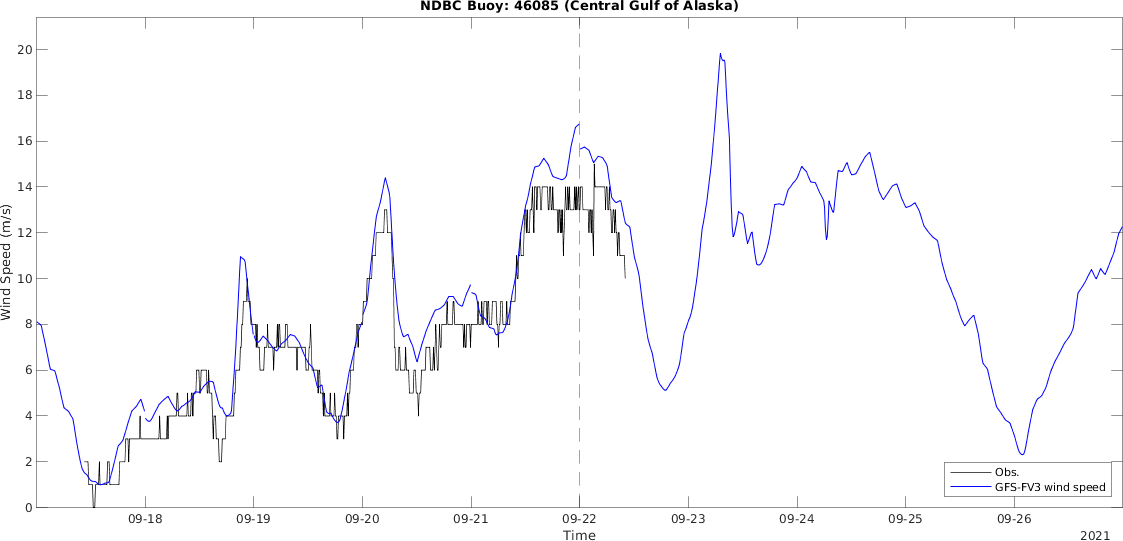 NDBC Buoy: 46085 (Central Gulf of Alaska)
Wind Speed (m/s)
20
18
16
14
12
10
8
6
4
2
0
09-18 09-19 09-20 09-21 09-22 09-23 09-24 09-25 09-26
Time
2021
Obs.
GFS-FV3 wind speed